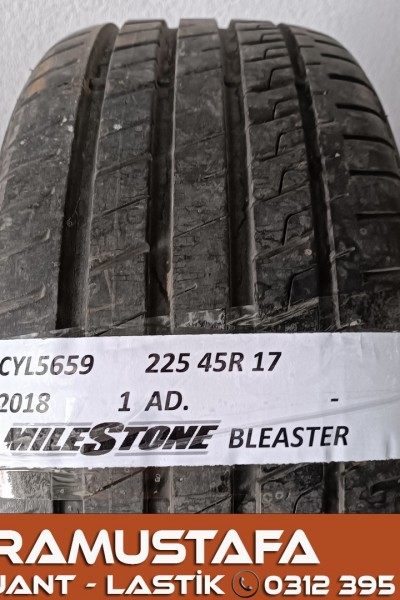 CYL5659 225 45R 17
2018 1 AD. -
MILESTONE BLEASTER
RAMUSTAFA
JANT - LASTİK 0312 395